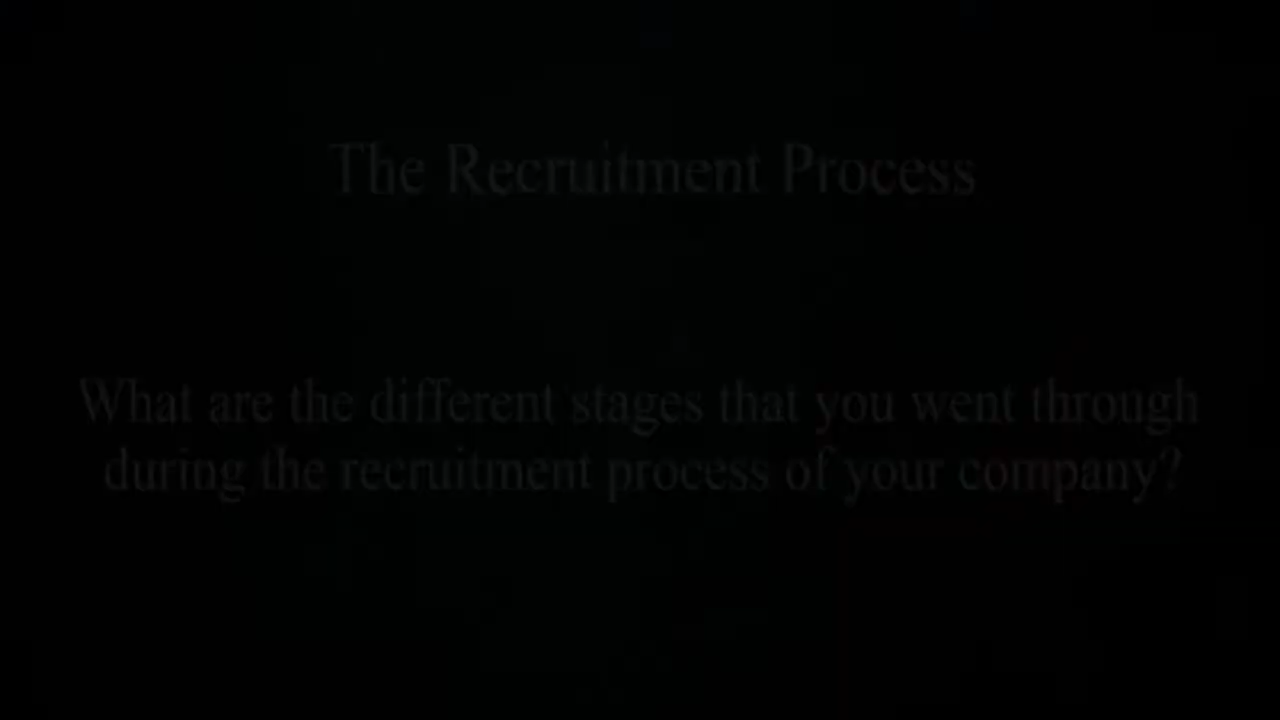 The Recruitment Process
What are the different stages that you went through
during the recruitment process of your company?